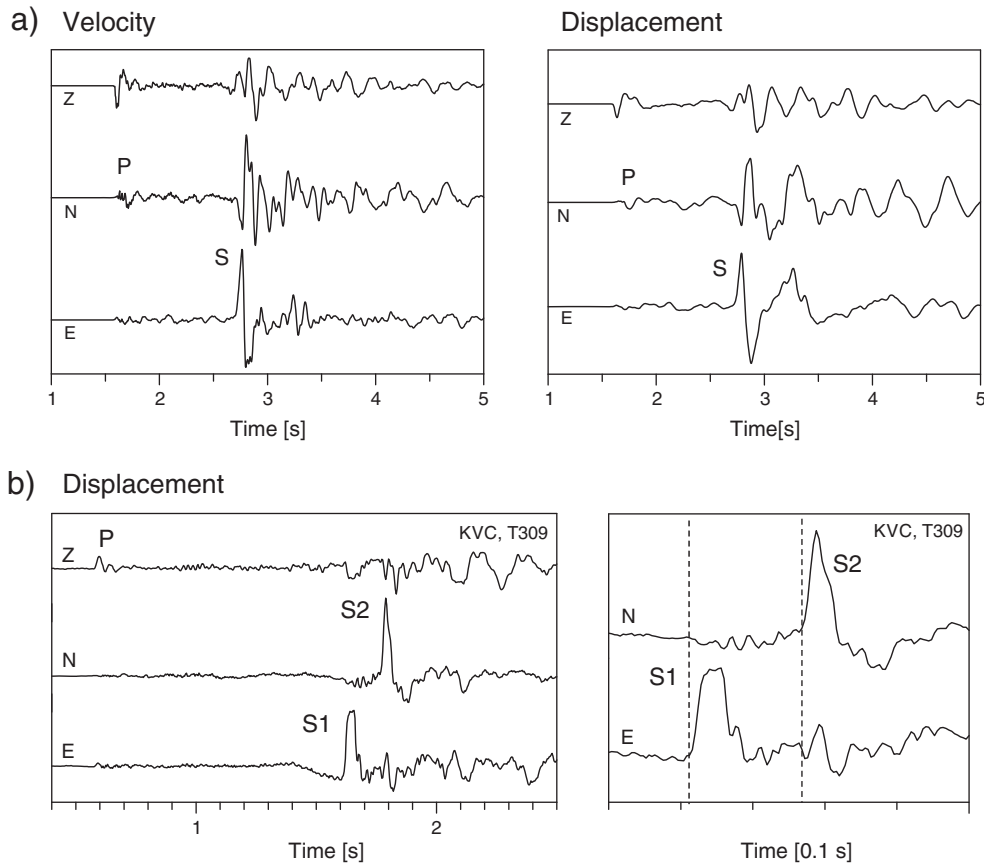 a) Velocity Displacement
Z
P
N
S
E
1 2 3 4 5
Time [s]
Z
P
N
S
E
1 2 3 4 5
Time[s]
b) Displacement
KVC, T309
P
Z
S2
N
S1
E
1 2
Time [s]
KVC, T309
S2
N
S1
E
Time [0.1 s]